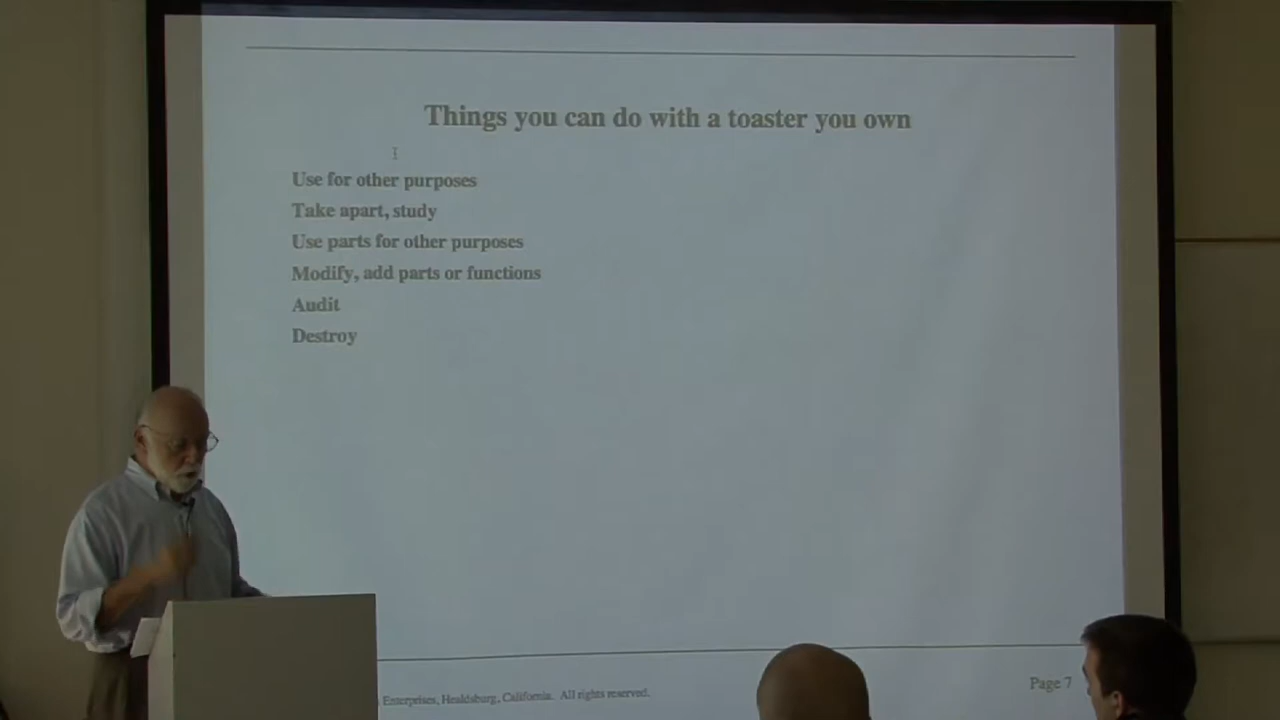 Things you can do with a toaster you own
Use for other purposes
Take apart, study
Use parts for other purposes
Modify, add parts or functions
Audit
Destroy
Enterprises, Healdsburg, California. All rights reserved.
Page 7